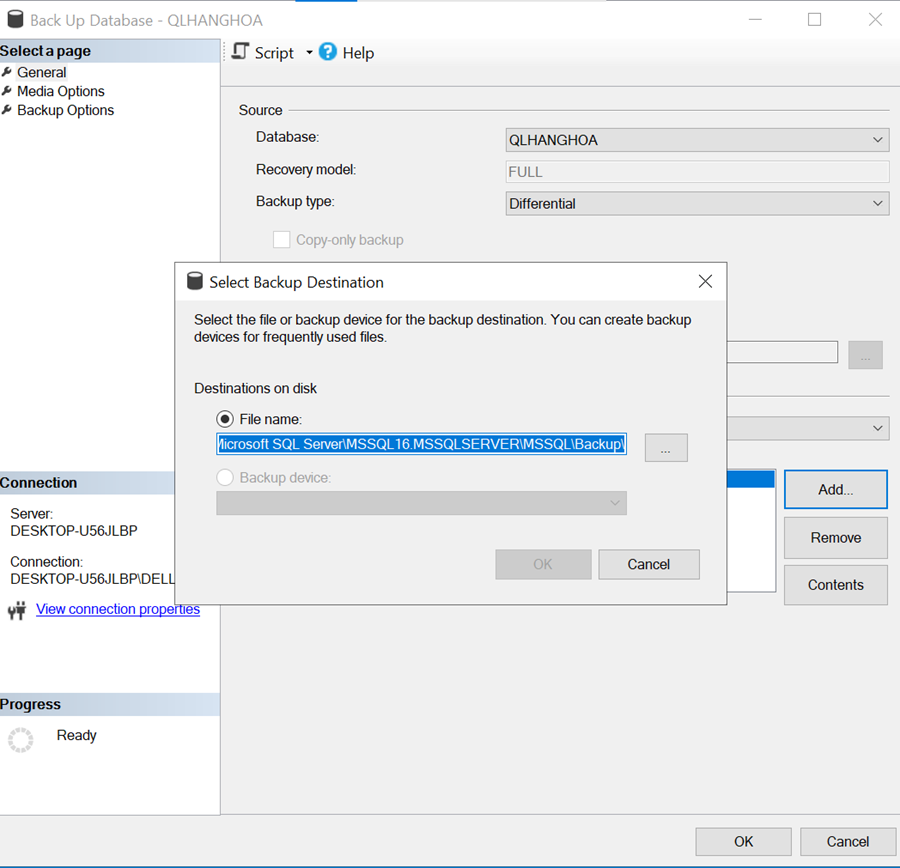 Back Up Database - QLHANGHOA
Select a page
General
Media Options
Backup Options
Script
Help
Source
Database:
QLHANGHOA
Recovery model:
FULL
Backup type:
Differential
Copy-only backup
Select Backup Destination
Select the file or backup device for the backup destination. You can create backup
devices for frequently used files.
Destinations on disk
File name:
Microsoft SQL Server\MSSQL16.MSSQLSERVER\MSSQL\Backup\
...
Backup device:
OK
Cancel
...
Add...
Remove
Contents
Connection
Server:
DESKTOP-U56JLBP
Connection:
DESKTOP-U56JLBP\DELL
View connection properties
Progress
Ready
OK
Cancel